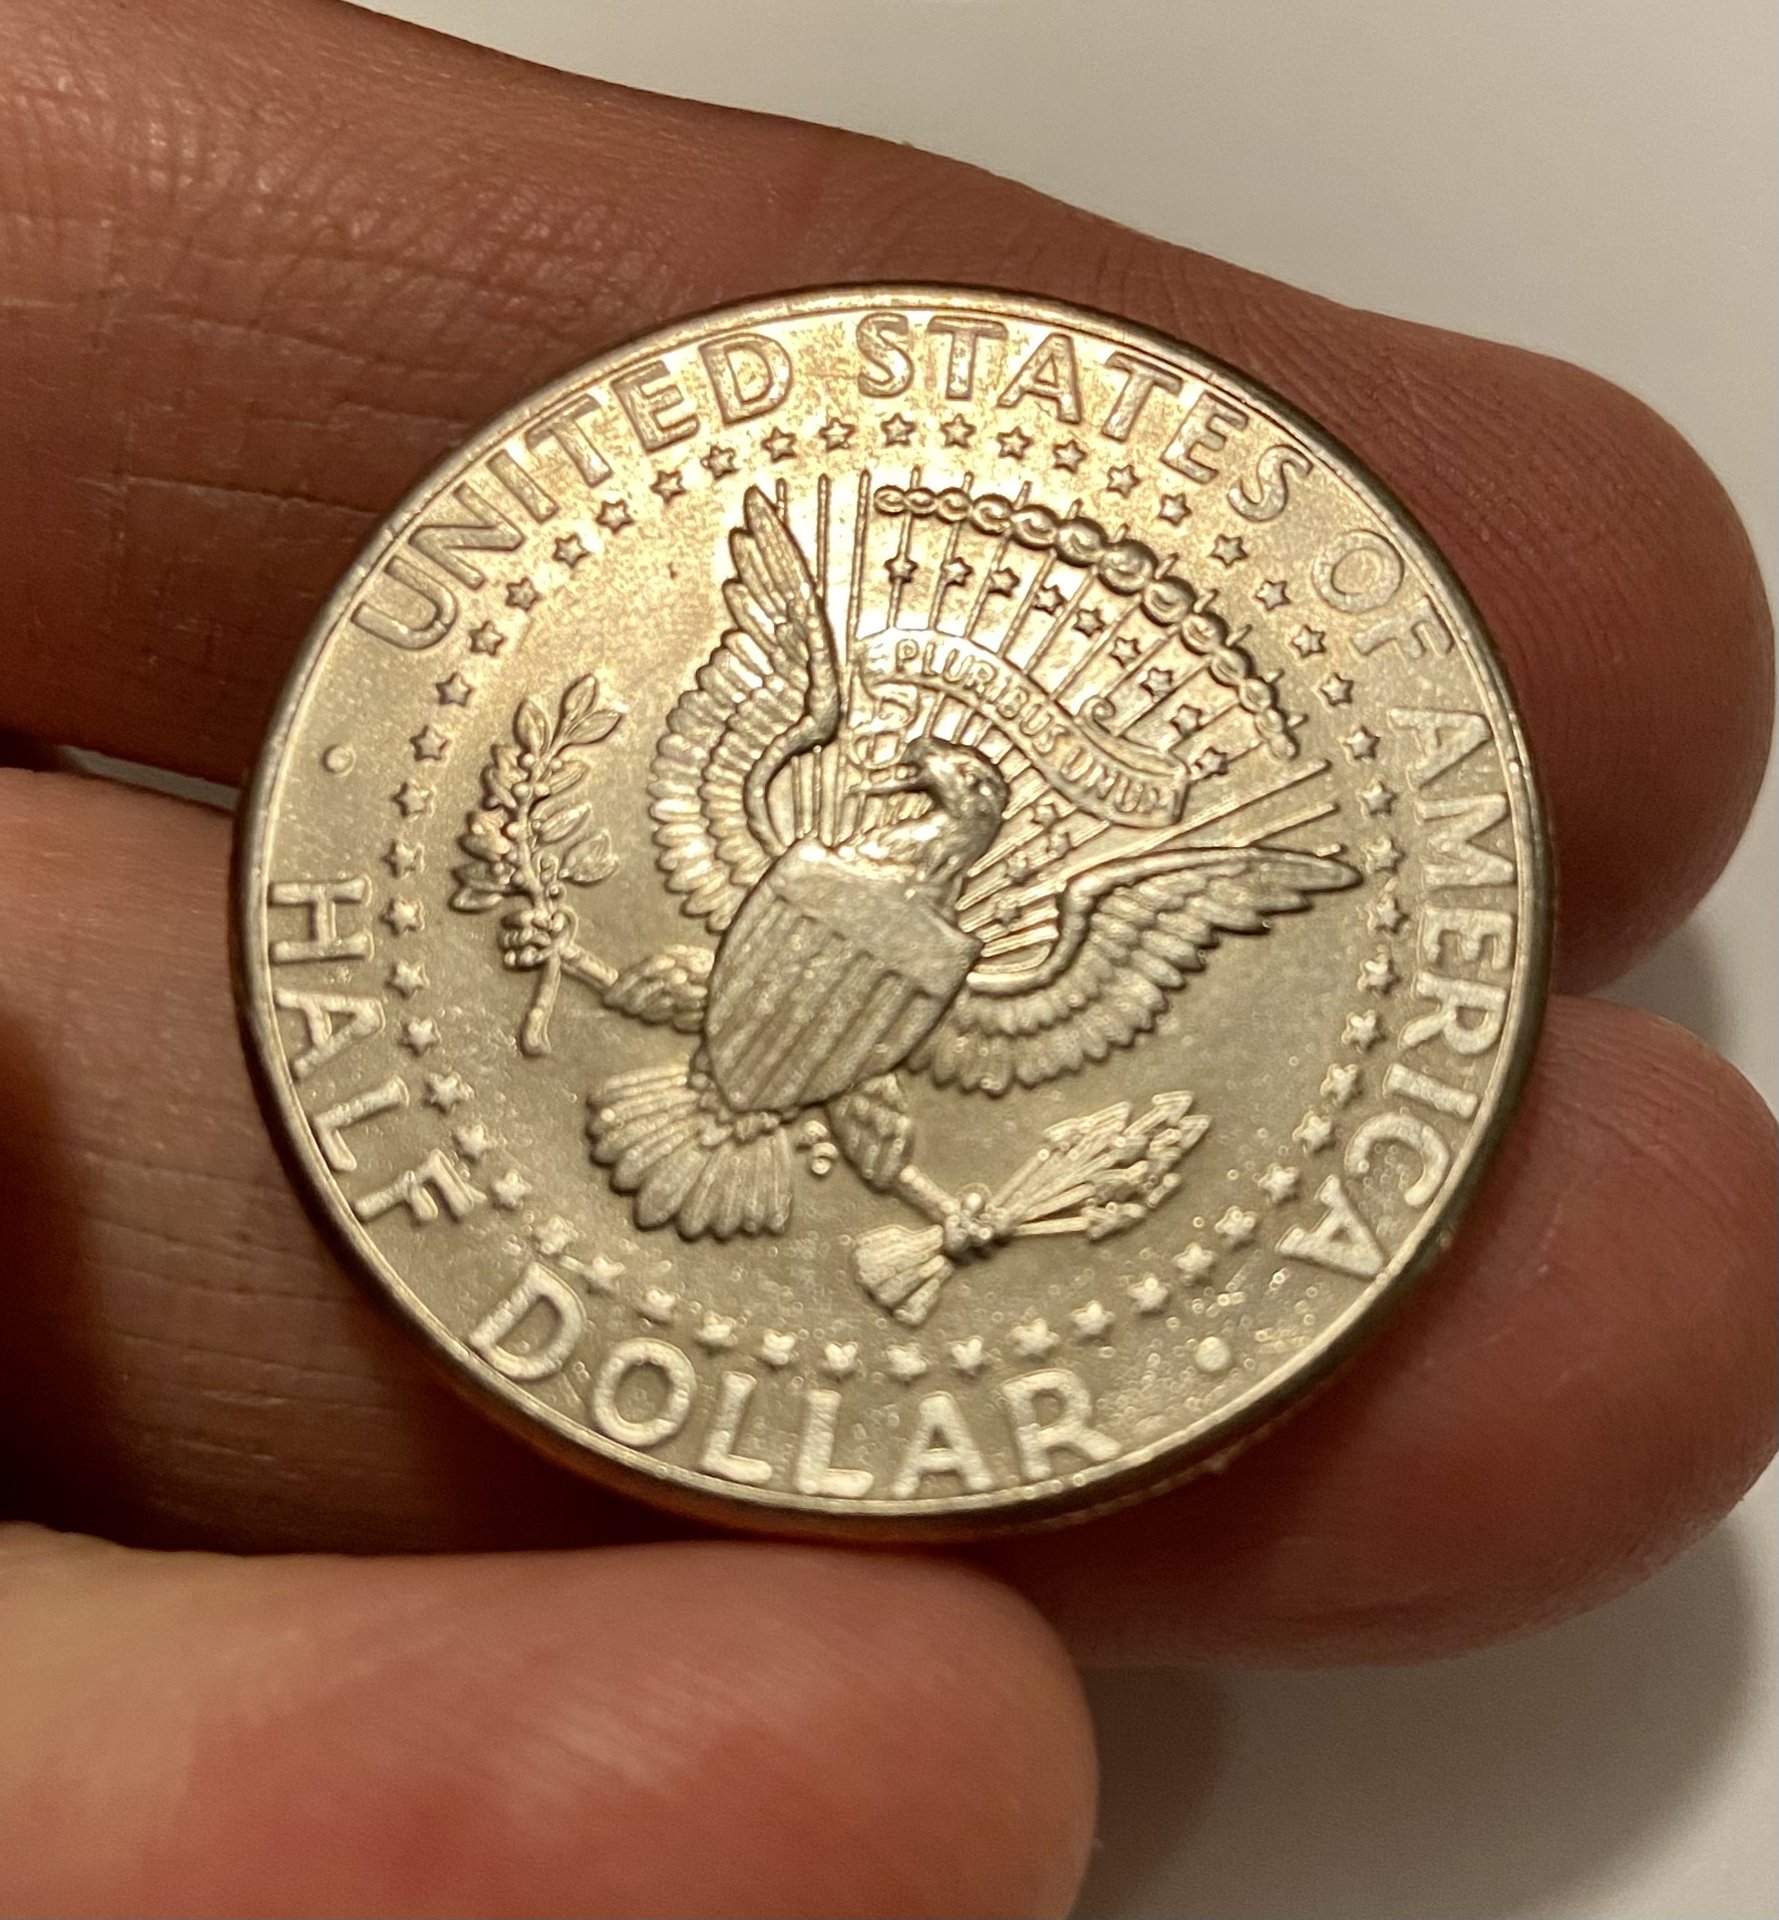 UNITED STATES OF AMERICA
E PLURIBUS UNUM
HALF DOLLAR